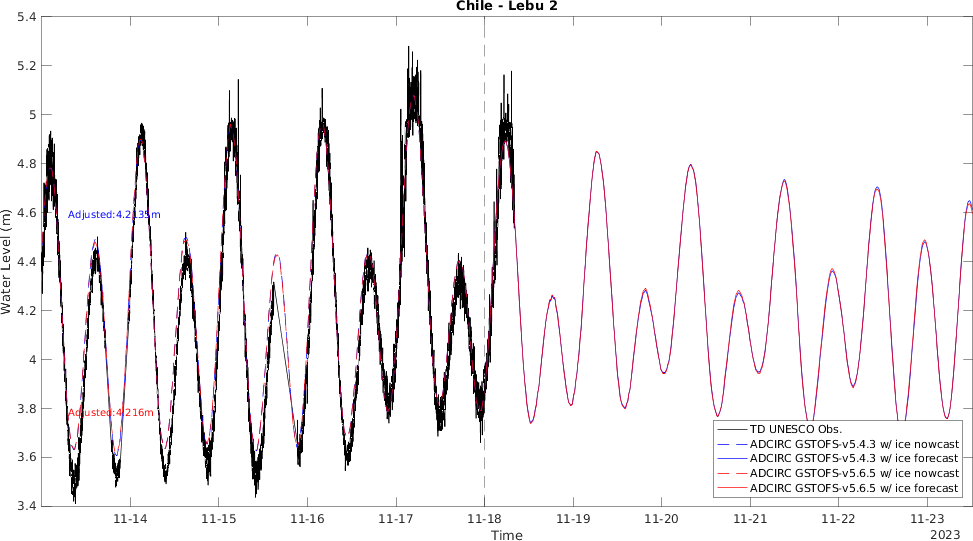 Chile - Lebu 2
5.4
5.2
5
4.8
4.6
4.4
4.2
4
3.8
3.6
3.4
Water Level (m)
Adjusted:4.2135m
Adjusted:4.216m
TD UNESCO Obs.
ADCIRC GSTOFS-v5.4.3 w/ ice nowcast
ADCIRC GSTOFS-v5.4.3 w/ ice forecast
ADCIRC GSTOFS-v5.6.5 w/ ice nowcast
ADCIRC GSTOFS-v5.6.5 w/ ice forecast
11-14 11-15 11-16 11-17 11-18 11-19 11-20 11-21 11-22 11-23
Time
2023